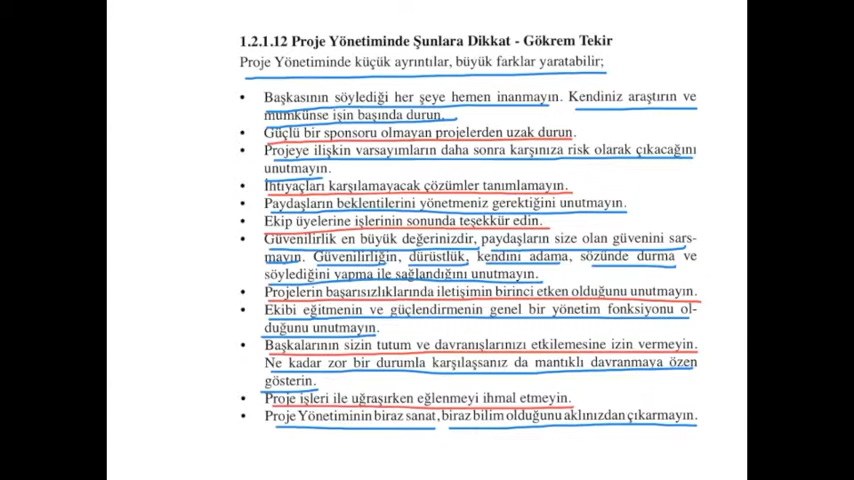 1.2.1.12 Proje Yönetiminde Şunlara Dikkat - Gökrem Tekir
Proje Yönetiminde küçük ayrıntılar, büyük farklar yaratabilir;
• Başkasının söylediği her şeye hemen inanmayın. Kendiniz araştırın ve
mümkünse işin başında durun.
• Güçlü bir sponsoru olmayan projelerden uzak durun.
• Projeye ilişkin varsayımların daha sonra karşınıza risk olarak çıkacağını
unutmayın.
• İhtiyaçları karşılamayacak çözümler tanımlamayın.
• Paydaşların beklentilerini yönetmeniz gerektiğini unutmayın.
• Ekip üyelerine işlerinin sonunda teşekkür edin.
• Güvenilirlik en büyük değerinizdir, paydaşların size olan güvenini sars-
mayın. Güvenilirliğin, dürüstlük, kendini adama, sözünde durma ve
söylediğini yapma ile sağlandığını unutmayın.
• Projelerin başarısızlıklarında iletişimin birinci etken olduğunu unutmayın.
• Ekibi eğitmenin ve güçlendirmenin genel bir yönetim fonksiyonu ol-
duğunu unutmayın.
• Başkalarının sizin tutum ve davranışlarınızı etkilemesine izin vermeyin.
Ne kadar zor bir durumla karşılaşsanız da mantıklı davranmaya özen
gösterin.
• Proje işleri ile uğraşırken eğlenmeyi ihmal etmeyin.
• Proje Yönetiminin biraz sanat, biraz bilim olduğunu aklınızdan çıkarmayın.